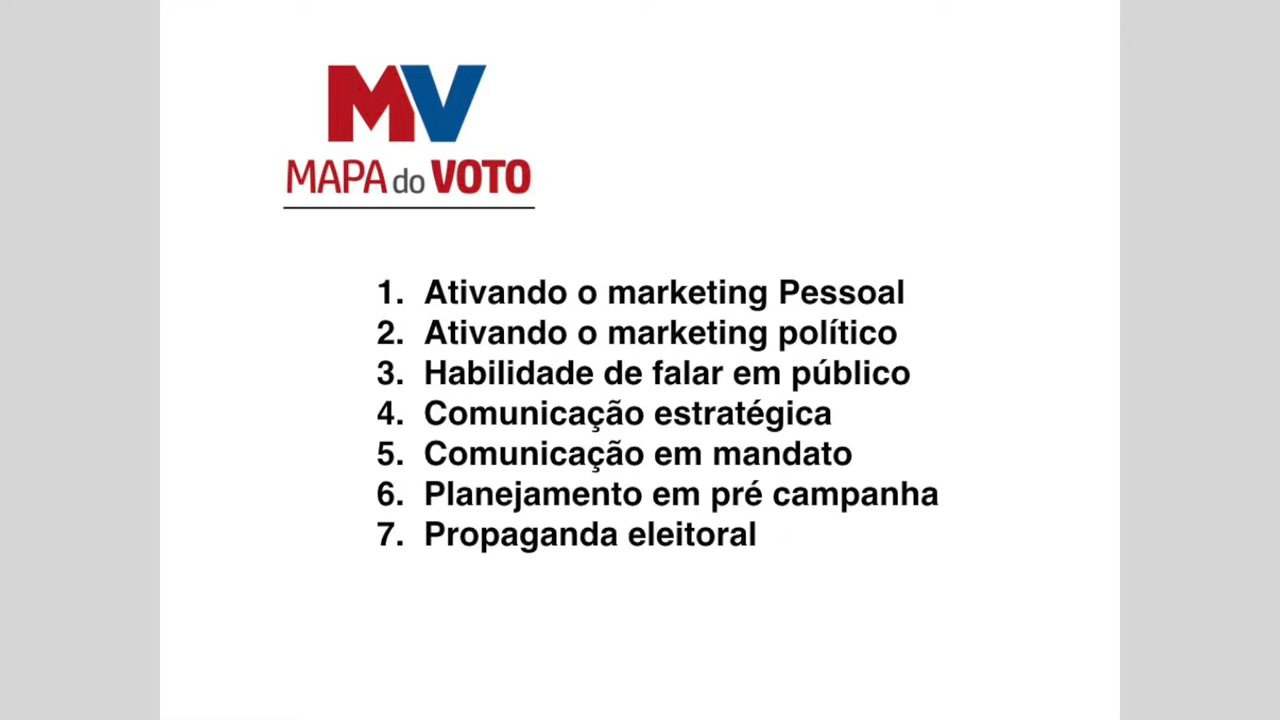 MV
MAPA do VOTO
1. Ativando o marketing Pessoal
2. Ativando o marketing político
3. Habilidade de falar em público
4. Comunicação estratégica
5. Comunicação em mandato
6. Planejamento em pré campanha
7. Propaganda eleitoral